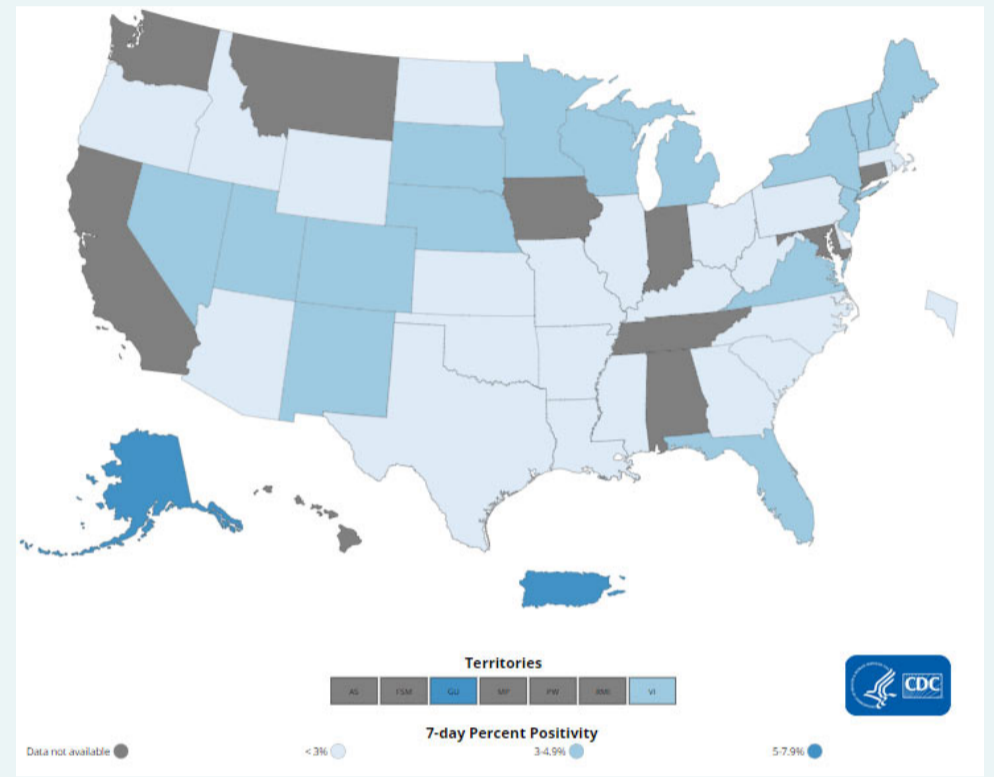 Territories
AS FSM GU MP PW RMI VI
CDC
7-day Percent Positivity
Data not available <3% 3-4.9% 5-7.9%